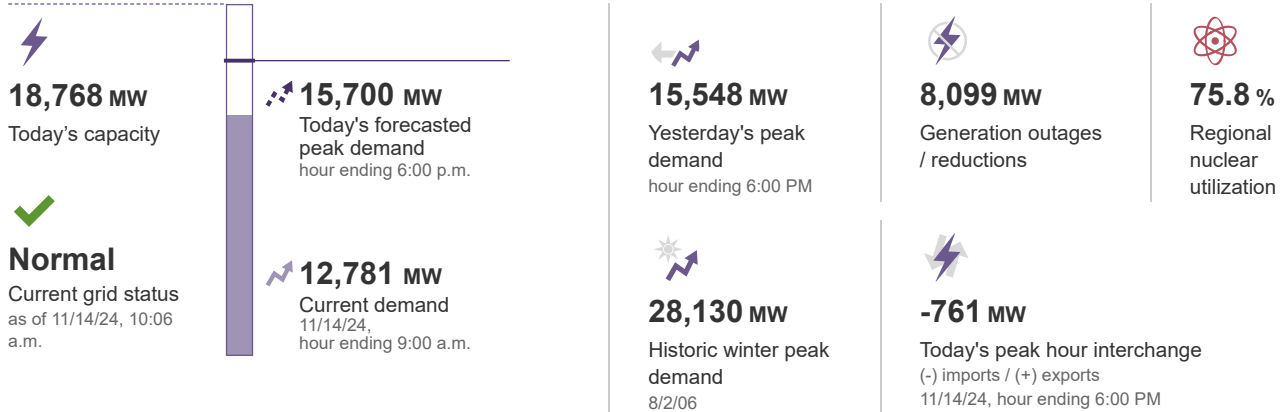 18,768 MW
Today's capacity
Normal
Current grid status
as of 11/14/24, 10:06
a.m.
15,700 MW
Today's forecasted
peak demand
hour ending 6:00 p.m.
12,781 MW
Current demand
11/14/24,
hour ending 9:00 a.m.
15,548 MW
Yesterday's peak
demand
hour ending 6:00 PM
8,099 MW
Generation outages
/ reductions
75.8 %
Regional
nuclear
utilization
28,130 MW
Historic winter peak
demand
8/2/06
-761 MW
Today's peak hour interchange
(-) imports / (+) exports
11/14/24, hour ending 6:00 PM